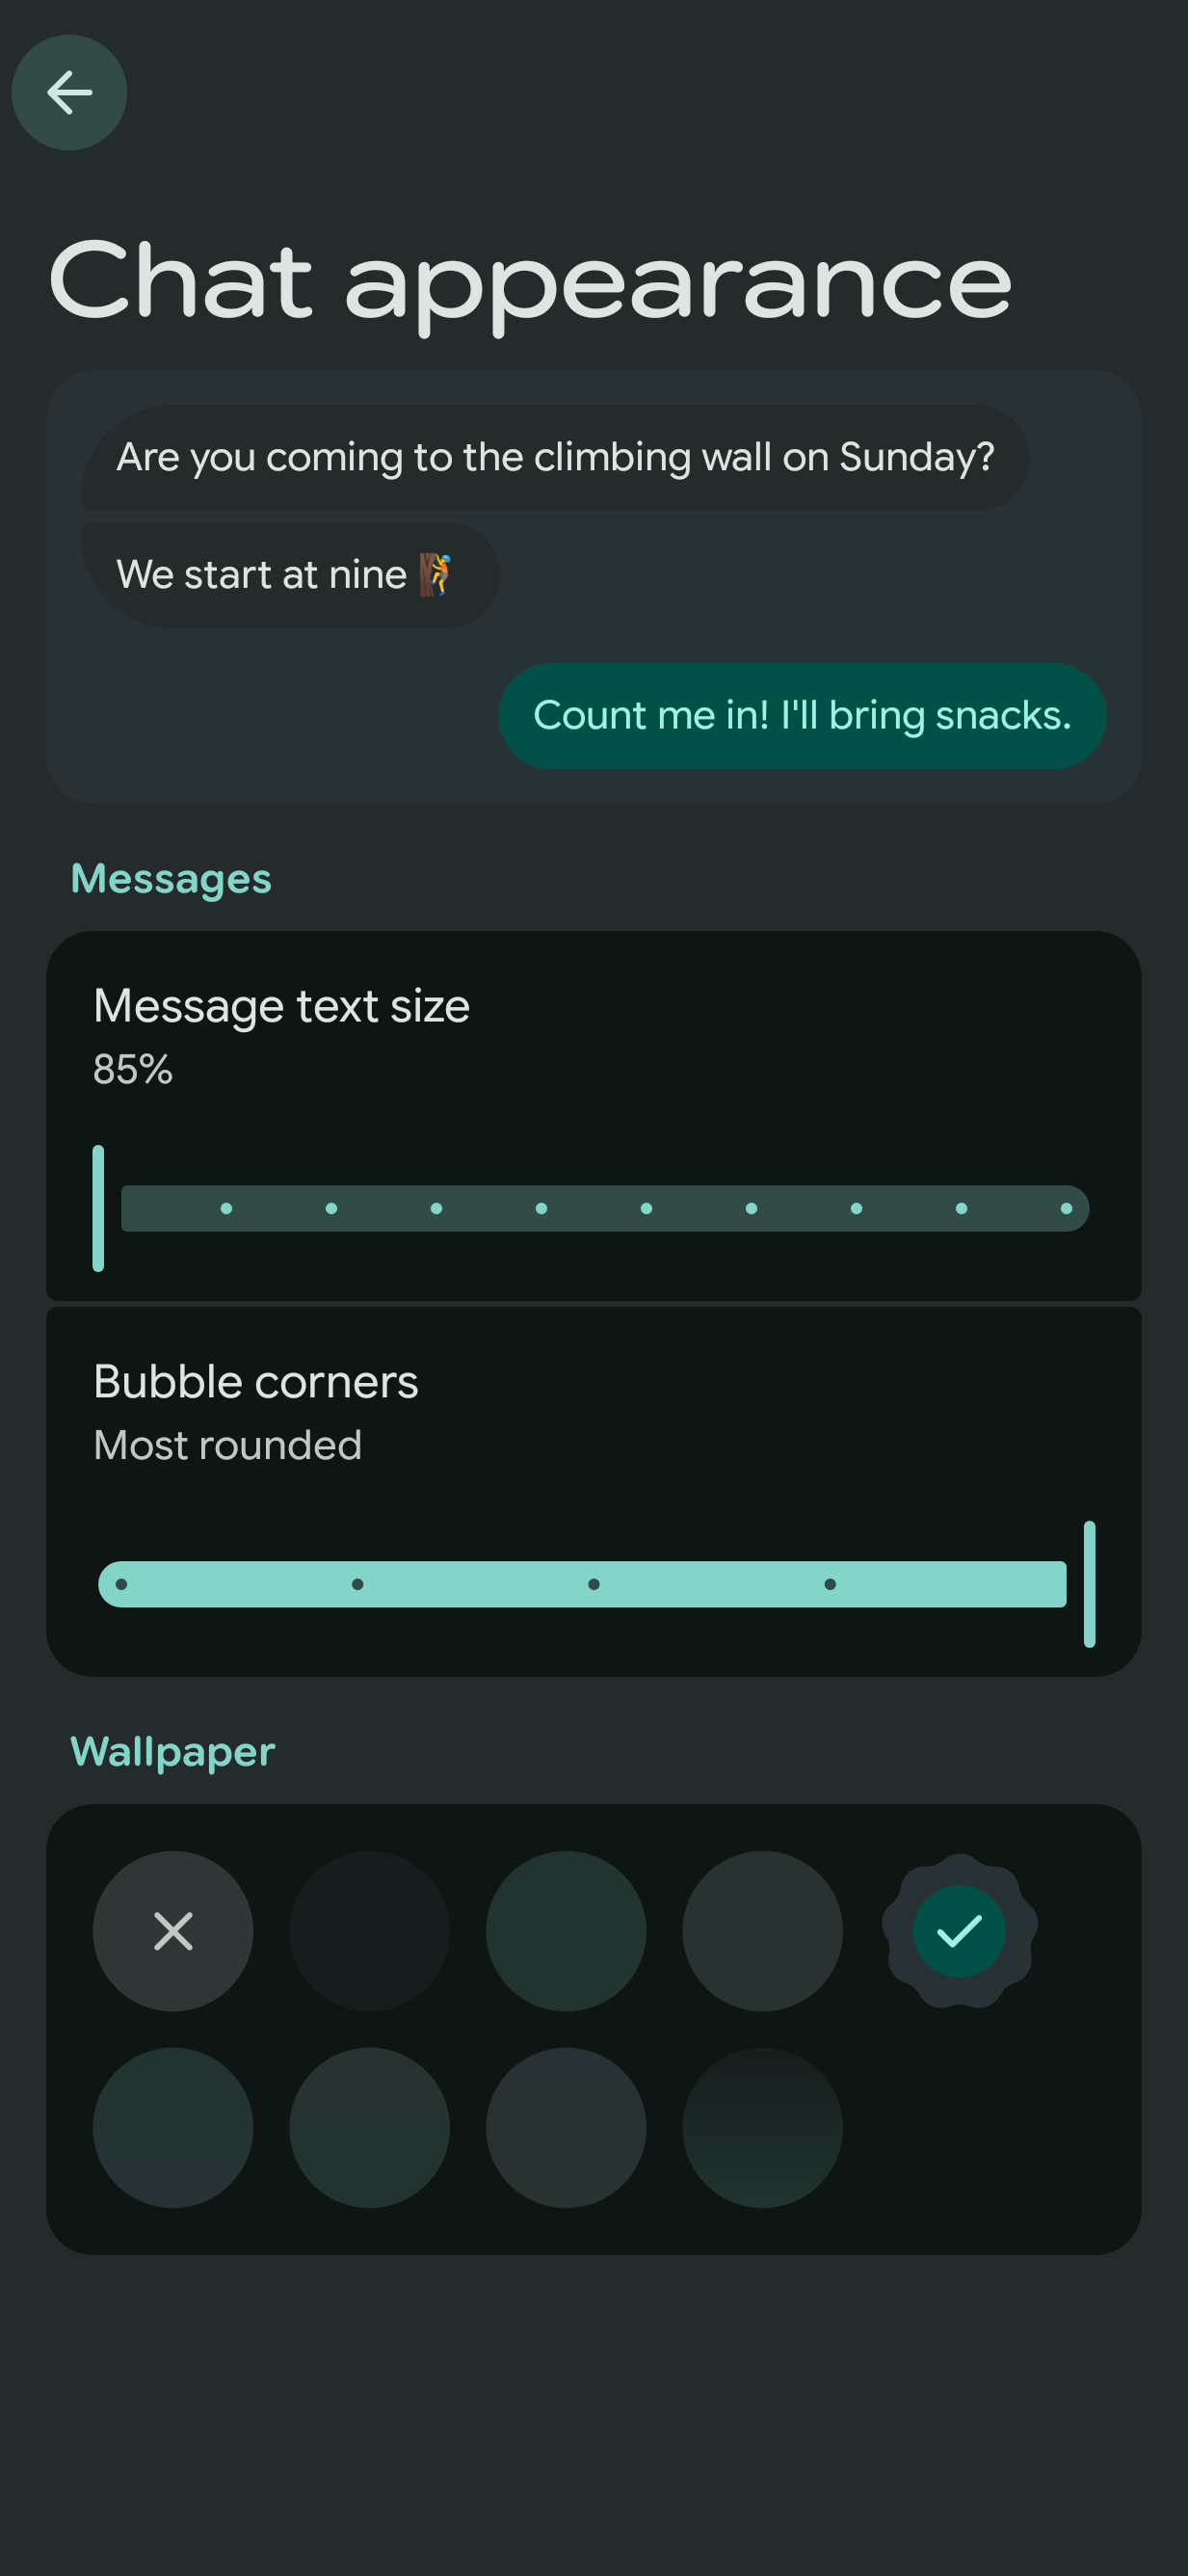 Chat appearance
Are you coming to the climbing wall on Sunday?
We start at nine 🧗
Count me in! I'll bring snacks.
Messages
Message text size
85%
Bubble corners
Most rounded
Wallpaper